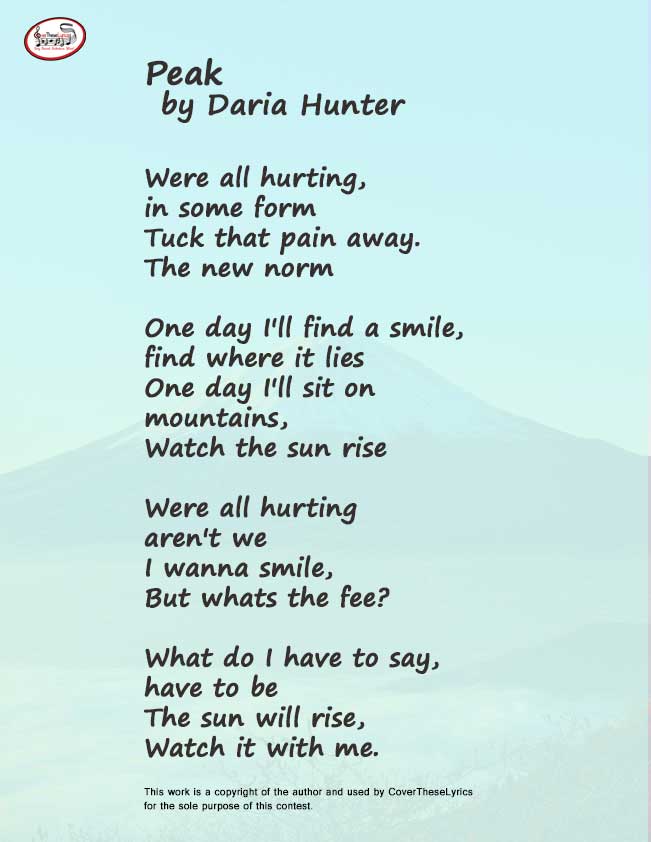 CoverTheseLyrics
Peak
by Daria Hunter
Were all hurting,
in some form
Tuck that pain away.
The new norm
One day I'll find a smile,
find where it lies
One day I'll sit on
mountains,
Watch the sun rise
Were all hurting
aren't we
I wanna smile,
But whats the fee?
What do I have to say,
have to be
The sun will rise,
Watch it with me.
This work is a copyright of the author and used by CoverTheseLyrics
for the sole purpose of this contest.